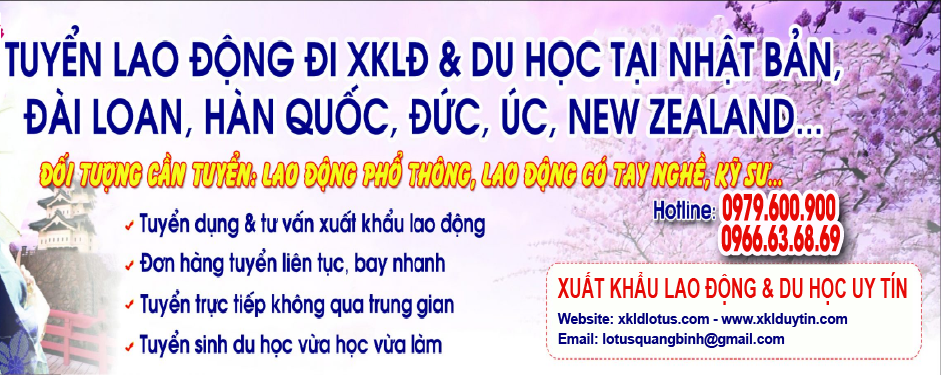 TUYỂN LAO ĐỘNG ĐI XKLĐ & DU HỌC TẠI NHẬT BẢN,
ĐÀI LOAN, HÀN QUỐC, ĐỨC, ÚC, NEW ZEALAND...
ĐỐI TƯỢNG CẦN TUYỂN: LAO ĐỘNG PHỔ THÔNG, LAO ĐỘNG CÓ TAY NGHỀ, KỸ SƯ...
Hotline: 0979.600.900
0966.63.68.69
✓ Tuyển dụng & tư vấn xuất khẩu lao động
✓ Đơn hàng tuyển liên tục, bay nhanh
✓ Tuyển trực tiếp không qua trung gian
✓ Tuyển sinh du học vừa học vừa làm
XUẤT KHẨU LAO ĐỘNG & DU HỌC UY TÍN
Website: xkldlotus.com - www.xklduytin.com
Email: lotusquangbinh@gmail.com